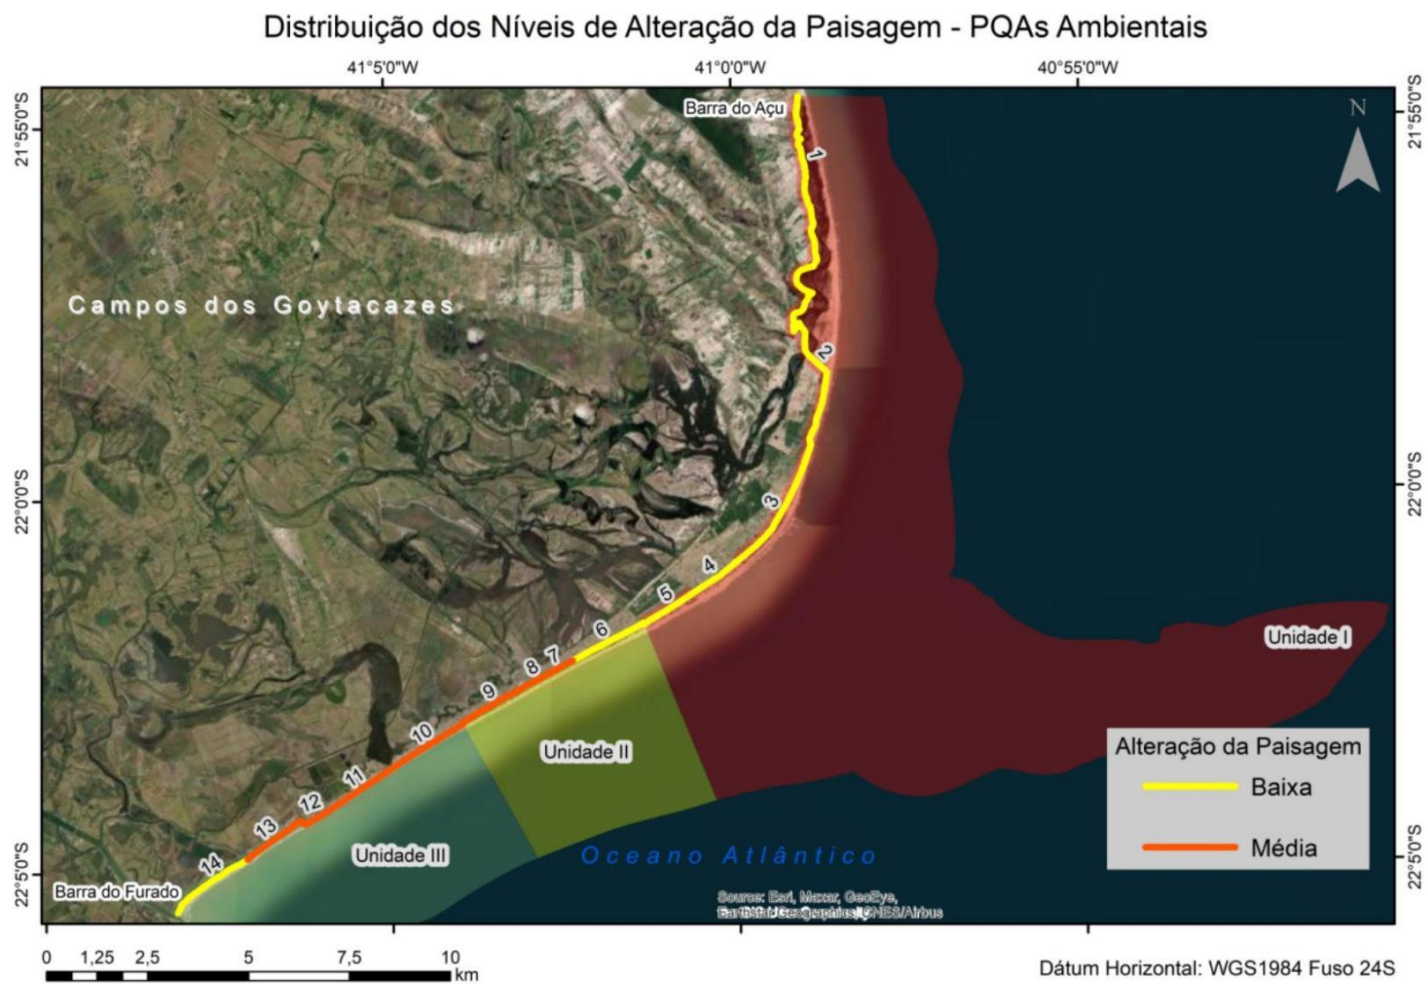 Distribuição dos Níveis de Alteração da Paisagem - PQAs Ambientais
41°5'0"W 41°0'0"W 40°55'0"W
21°55'0"S 21°55'0"S
Barra do Açu
N
1
Campos dos Goytacazes
2
22°0'0"S 22°0'0"S
3
4
5
6
7
8
9
10
11
12
13
14
Unidade I
Unidade II
Unidade III
Alteração da Paisagem
Baixa
Média
Oceano Atlântico
22°5'0"S 22°5'0"S
Barra do Furado
Source: Esri, Maxar, GeoEye,
Earthstar Geographics, CNES/Airbus
0 1,25 2,5 5 7,5 10
km
Dátum Horizontal: WGS1984 Fuso 24S